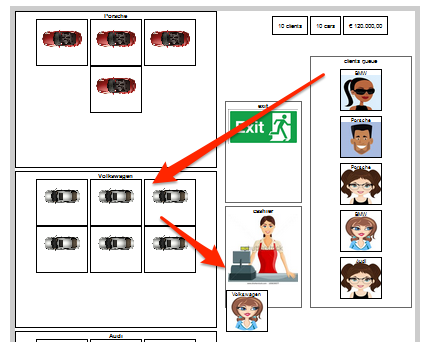 Porsche
10 clients
10 cars
€ 120.000,00
clients queue
BMW
exit
Exit
Porsche
Porsche
Volkswagen
cashier
BMW
Audi
Volkswagen
Audi